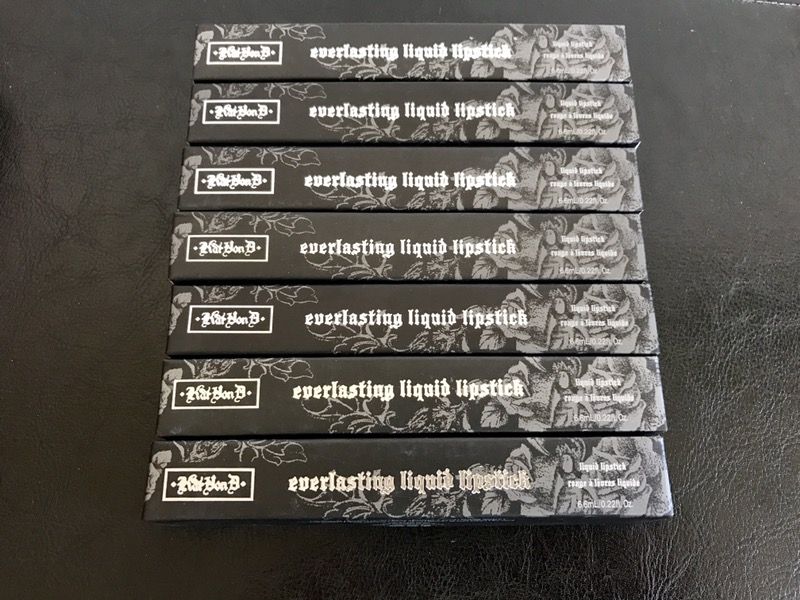 Kat Von D
everlasting liquid lipstick
liquid lipstick
rouge à lèvres liquide
6.6mL/0.22fl. Oz.
Kat Von D
everlasting liquid lipstick
liquid lipstick
rouge à lèvres liquide
6.6mL/0.22fl. Oz.
Kat Von D
everlasting liquid lipstick
liquid lipstick
rouge à lèvres liquide
6.6mL/0.22fl. Oz.
Kat Von D
everlasting liquid lipstick
liquid lipstick
rouge à lèvres liquide
6.6mL/0.22fl. Oz.
Kat Von D
everlasting liquid lipstick
liquid lipstick
rouge à lèvres liquide
6.6mL/0.22fl. Oz.
Kat Von D
everlasting liquid lipstick
liquid lipstick
rouge à lèvres liquide
6.6mL/0.22fl. Oz.
Kat Von D
everlasting liquid lipstick
liquid lipstick
rouge à lèvres liquide
6.6mL/0.22fl. Oz.